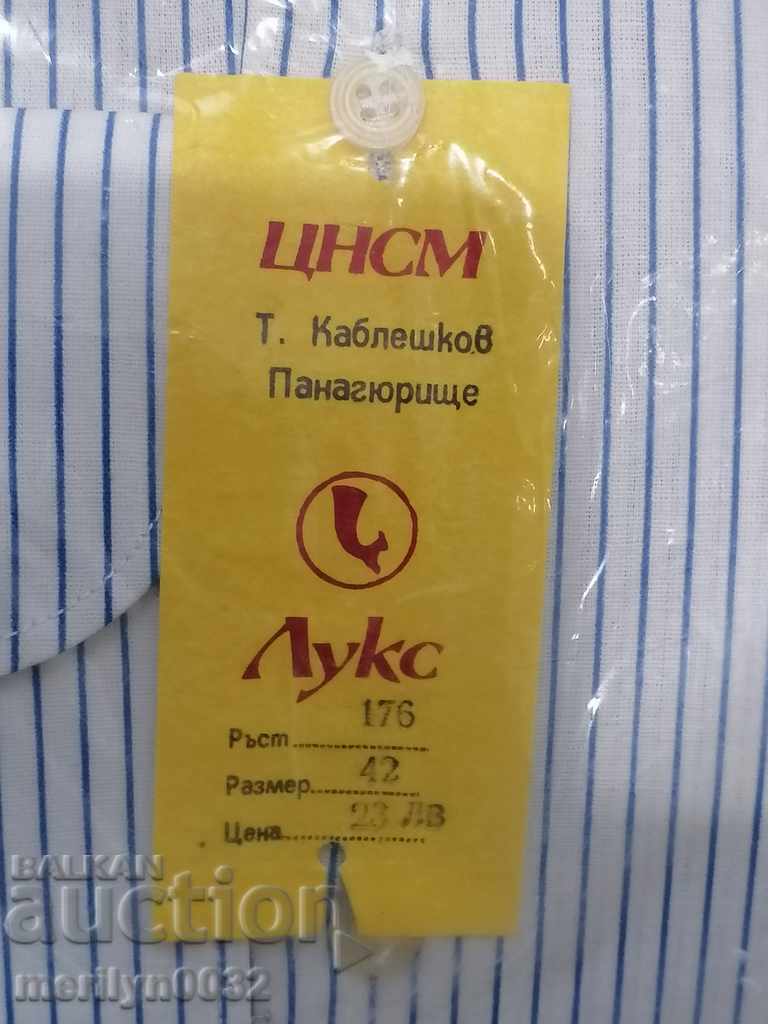 ЦНСМ
Т. Каблешков
Панагюрище
Лукс
Ръст 176
Размер 42
Цена 23 ЛВ
BALKAN
auction
merilyn0032